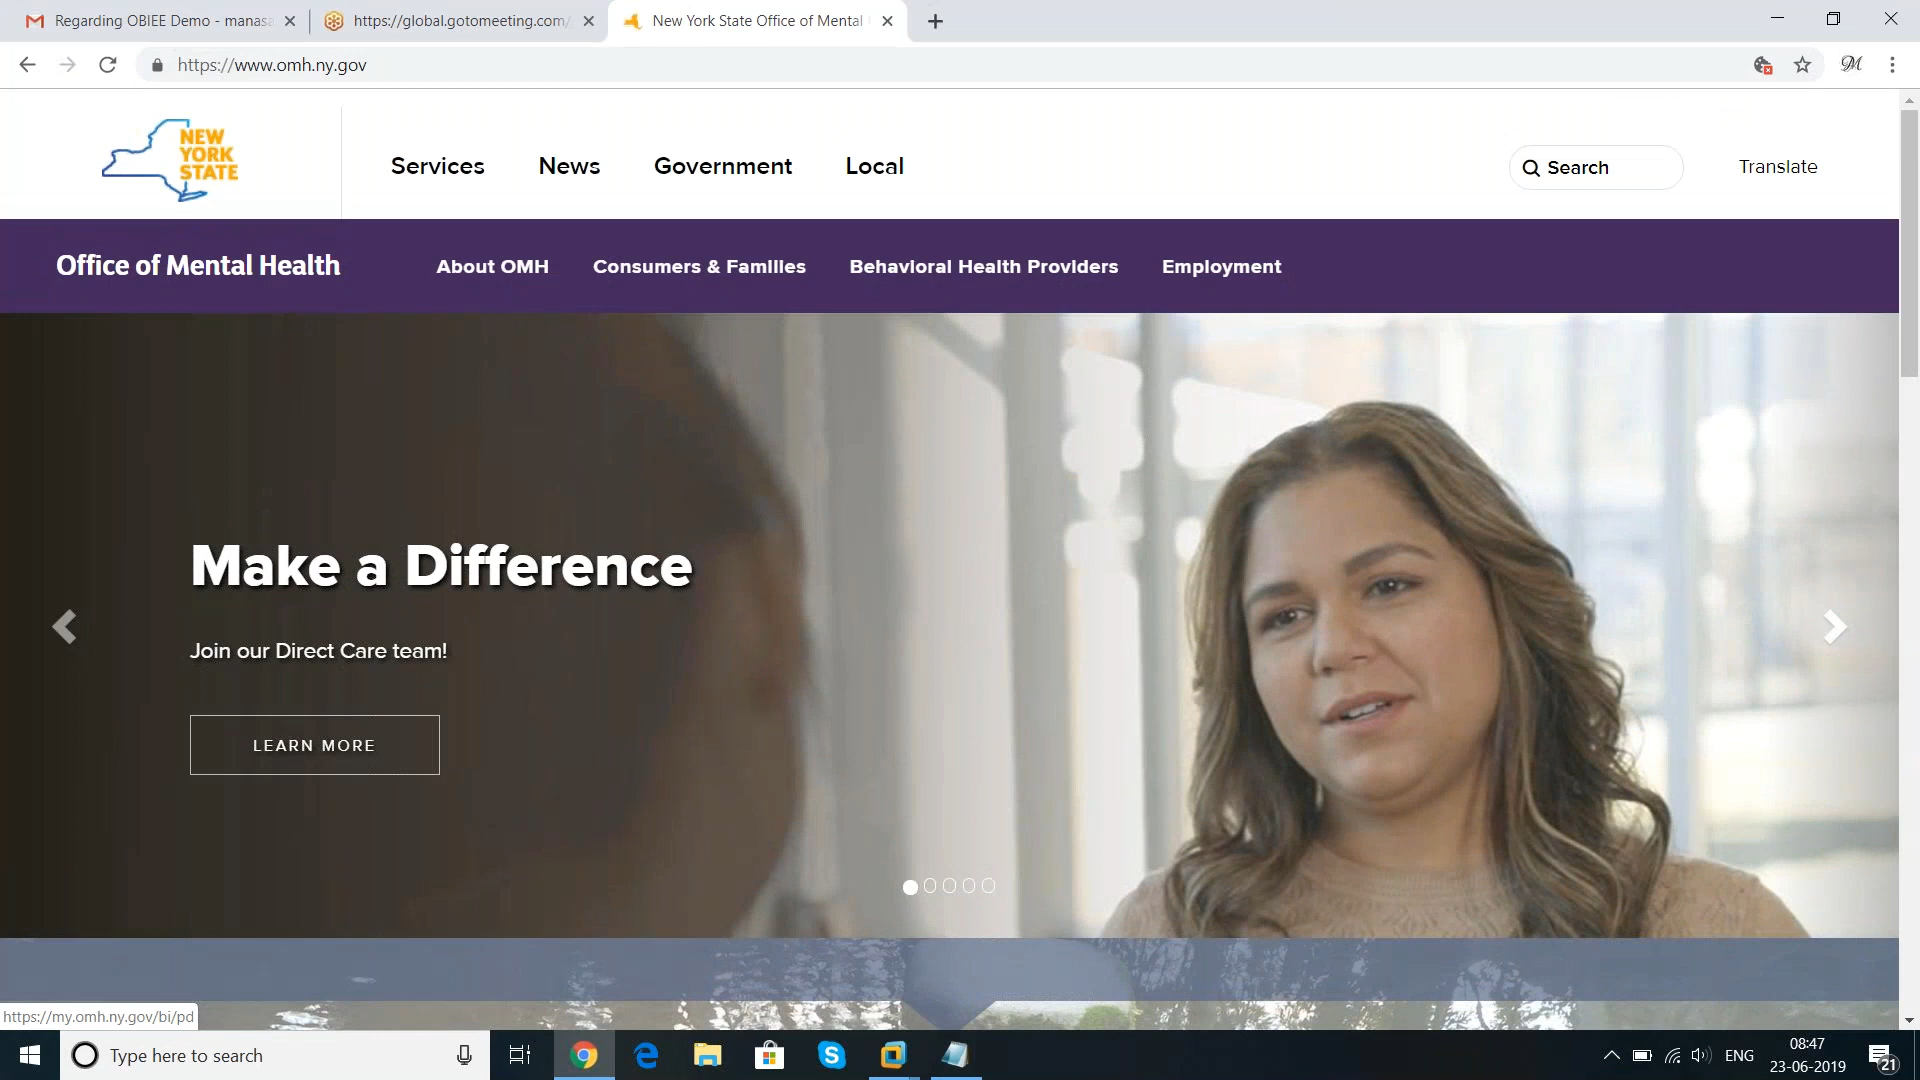 Regarding OBIEE Demo - manasa
https://global.gotomeeting.com/
New York State Office of Mental
https://www.omh.ny.gov
NEW
YORK
STATE
Services
News
Government
Local
Search
Translate
Office of Mental Health
About OMH
Consumers & Families
Behavioral Health Providers
Employment
Make a Difference
Join our Direct Care team!
LEARN MORE
https://my.omh.ny.gov/bi/pd
Type here to search
ENG
08:47
23-06-2019
21